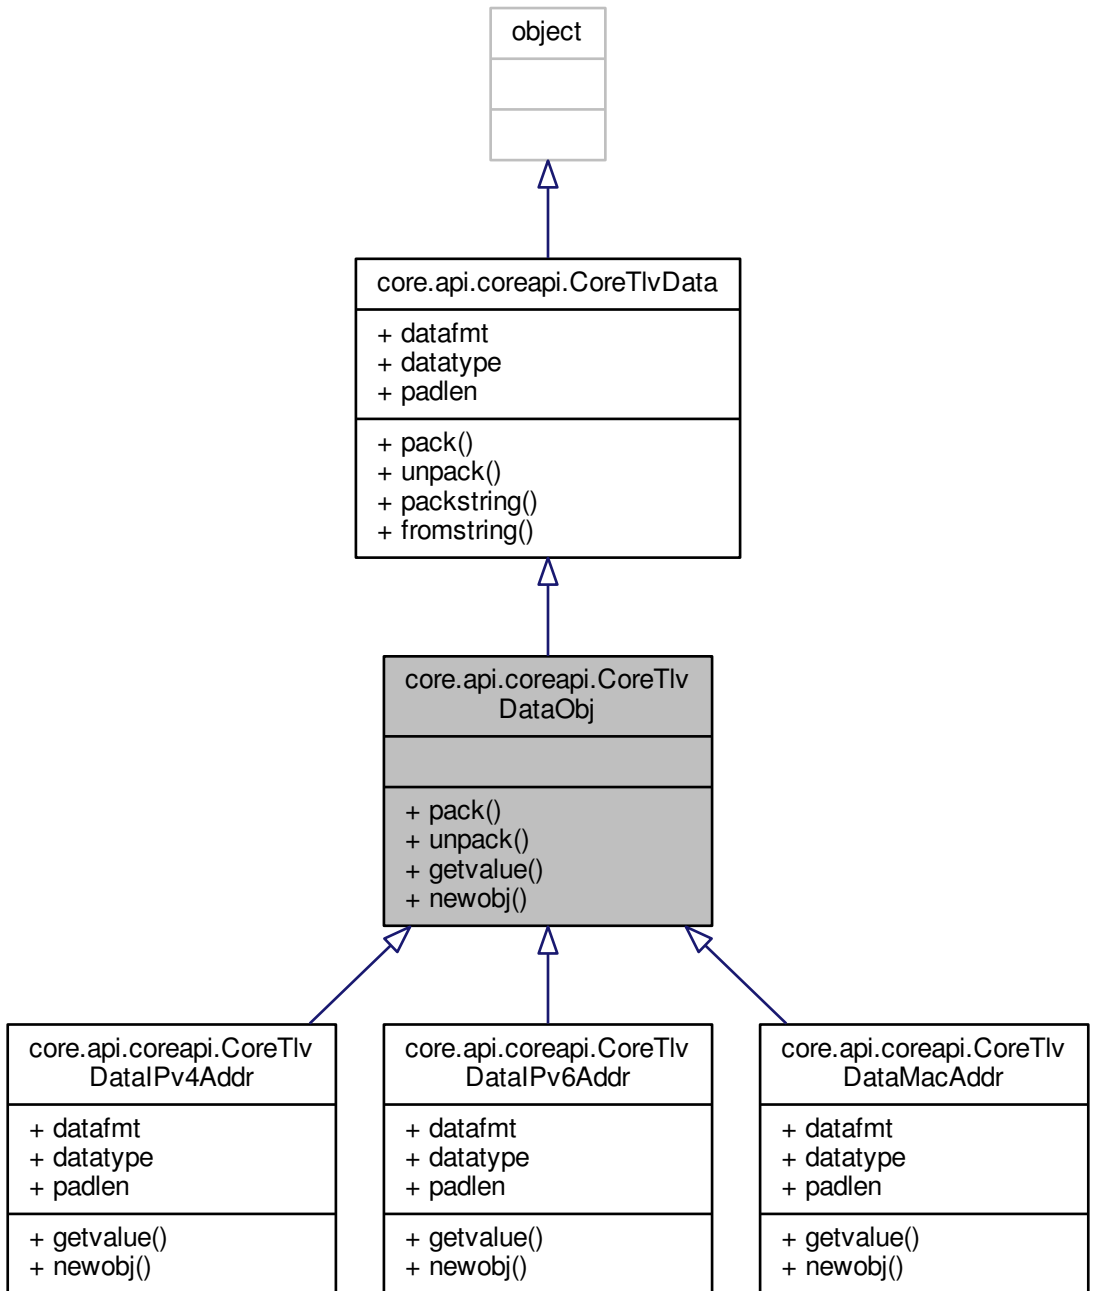 object
core.api.coreapi.CoreTlvData
+ datafmt
+ datatype
+ padlen
+ pack()
+ unpack()
+ packstring()
+ fromstring()
core.api.coreapi.CoreTlv
DataObj
+ pack()
+ unpack()
+ getvalue()
+ newobj()
core.api.coreapi.CoreTlv
DataIPv4Addr
+ datafmt
+ datatype
+ padlen
+ getvalue()
+ newobj()
core.api.coreapi.CoreTlv
DataIPv6Addr
+ datafmt
+ datatype
+ padlen
+ getvalue()
+ newobj()
core.api.coreapi.CoreTlv
DataMacAddr
+ datafmt
+ datatype
+ padlen
+ getvalue()
+ newobj()